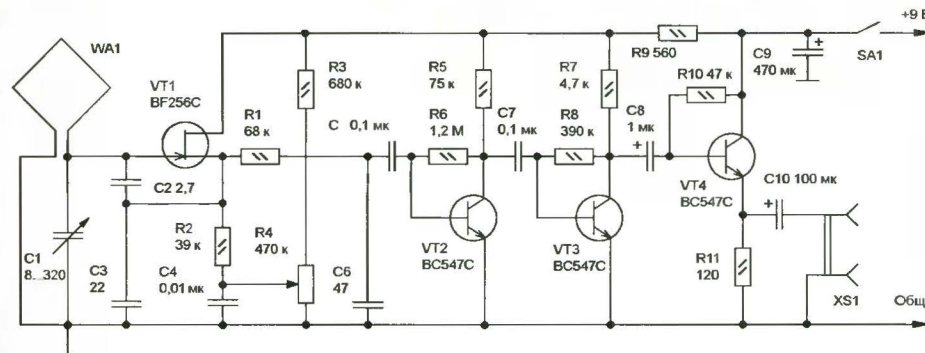 WA1
VT1
BF256C
R1
68 к
R3
680 к
C 0,1 мк
R5
75 к
R6
1,2 М
C7
0,1 мк
R7
4,7 к
R8
390 к
C8
1 мк
+
R9 560
R10 47 к
C9
470 мк
+
SA1
+9 В
C2 2,7
R2
39 к
R4
470 к
C1
8...320
C3
22
C4
0,01 мк
C6
47
VT2
BC547C
VT3
BC547C
VT4
BC547C
C10 100 мк
+
R11
120
XS1
Общ